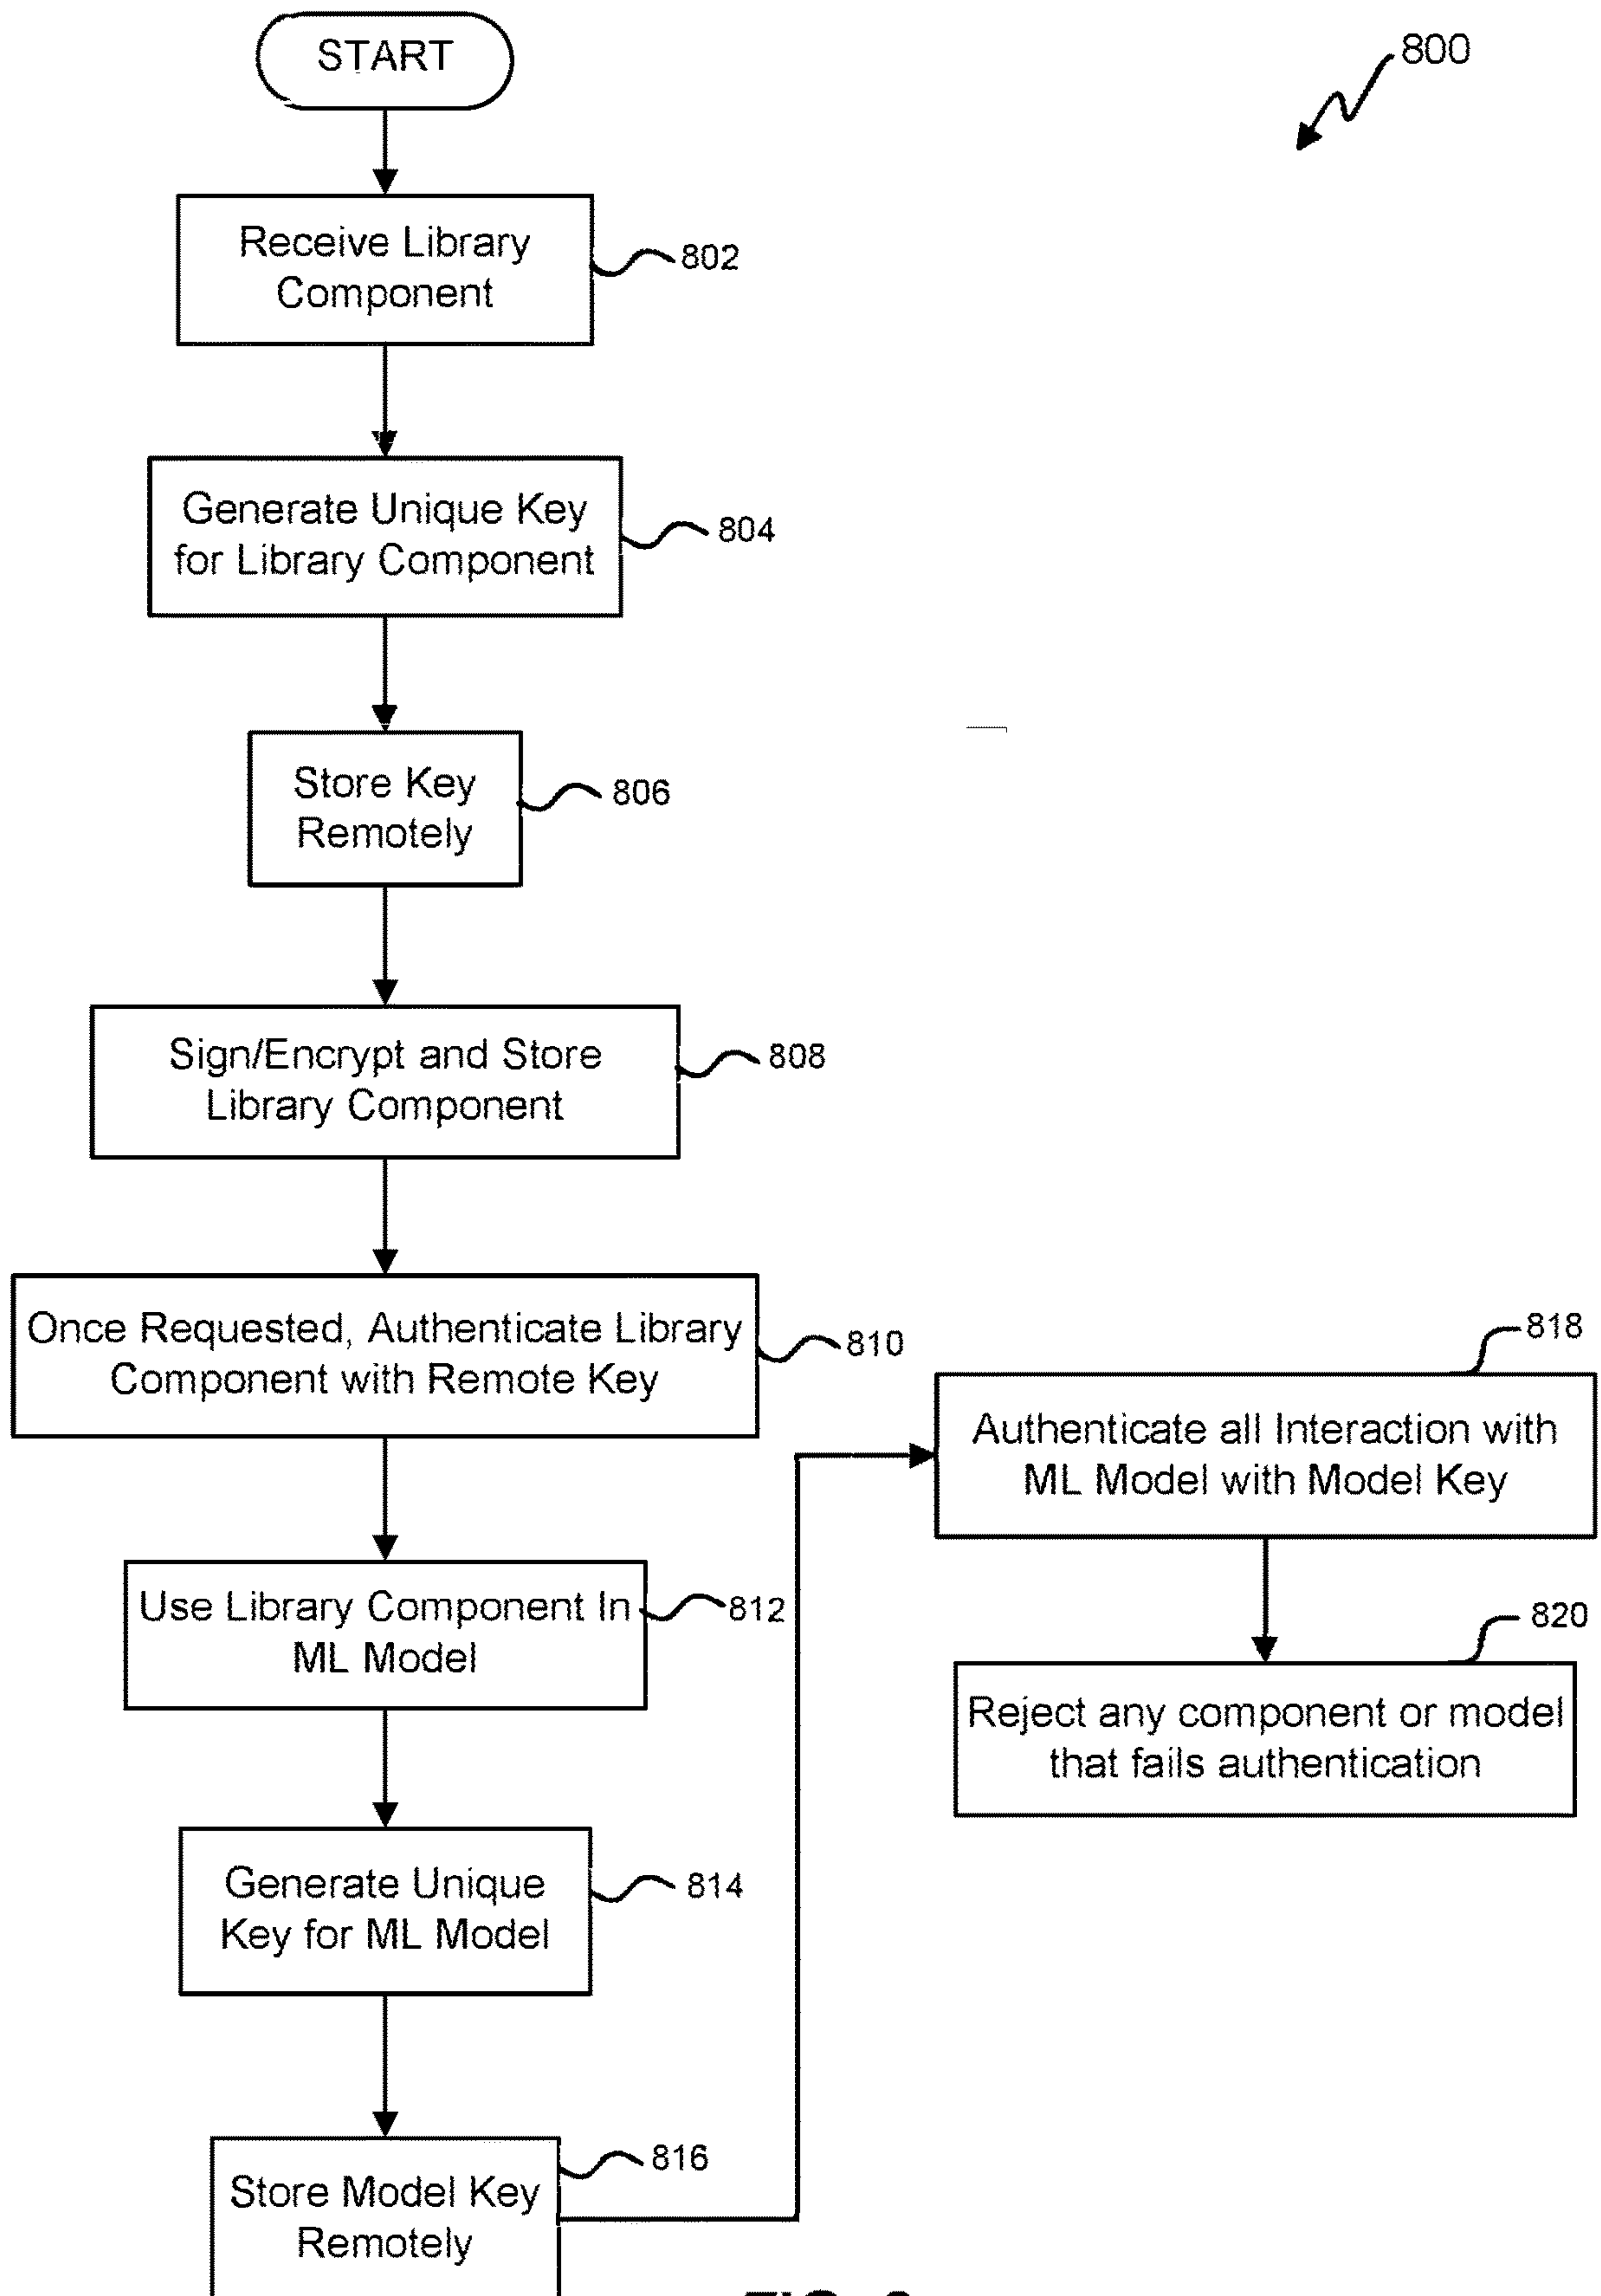 START
800
Receive Library
Component
802
Generate Unique Key
for Library Component
804
Store Key
Remotely
806
Sign/Encrypt and Store
Library Component
808
Once Requested, Authenticate Library
Component with Remote Key
810
Use Library Component In
ML Model
812
Generate Unique
Key for ML Model
814
Store Model Key
Remotely
816
818
Authenticate all Interaction with
ML Model with Model Key
820
Reject any component or model
that fails authentication